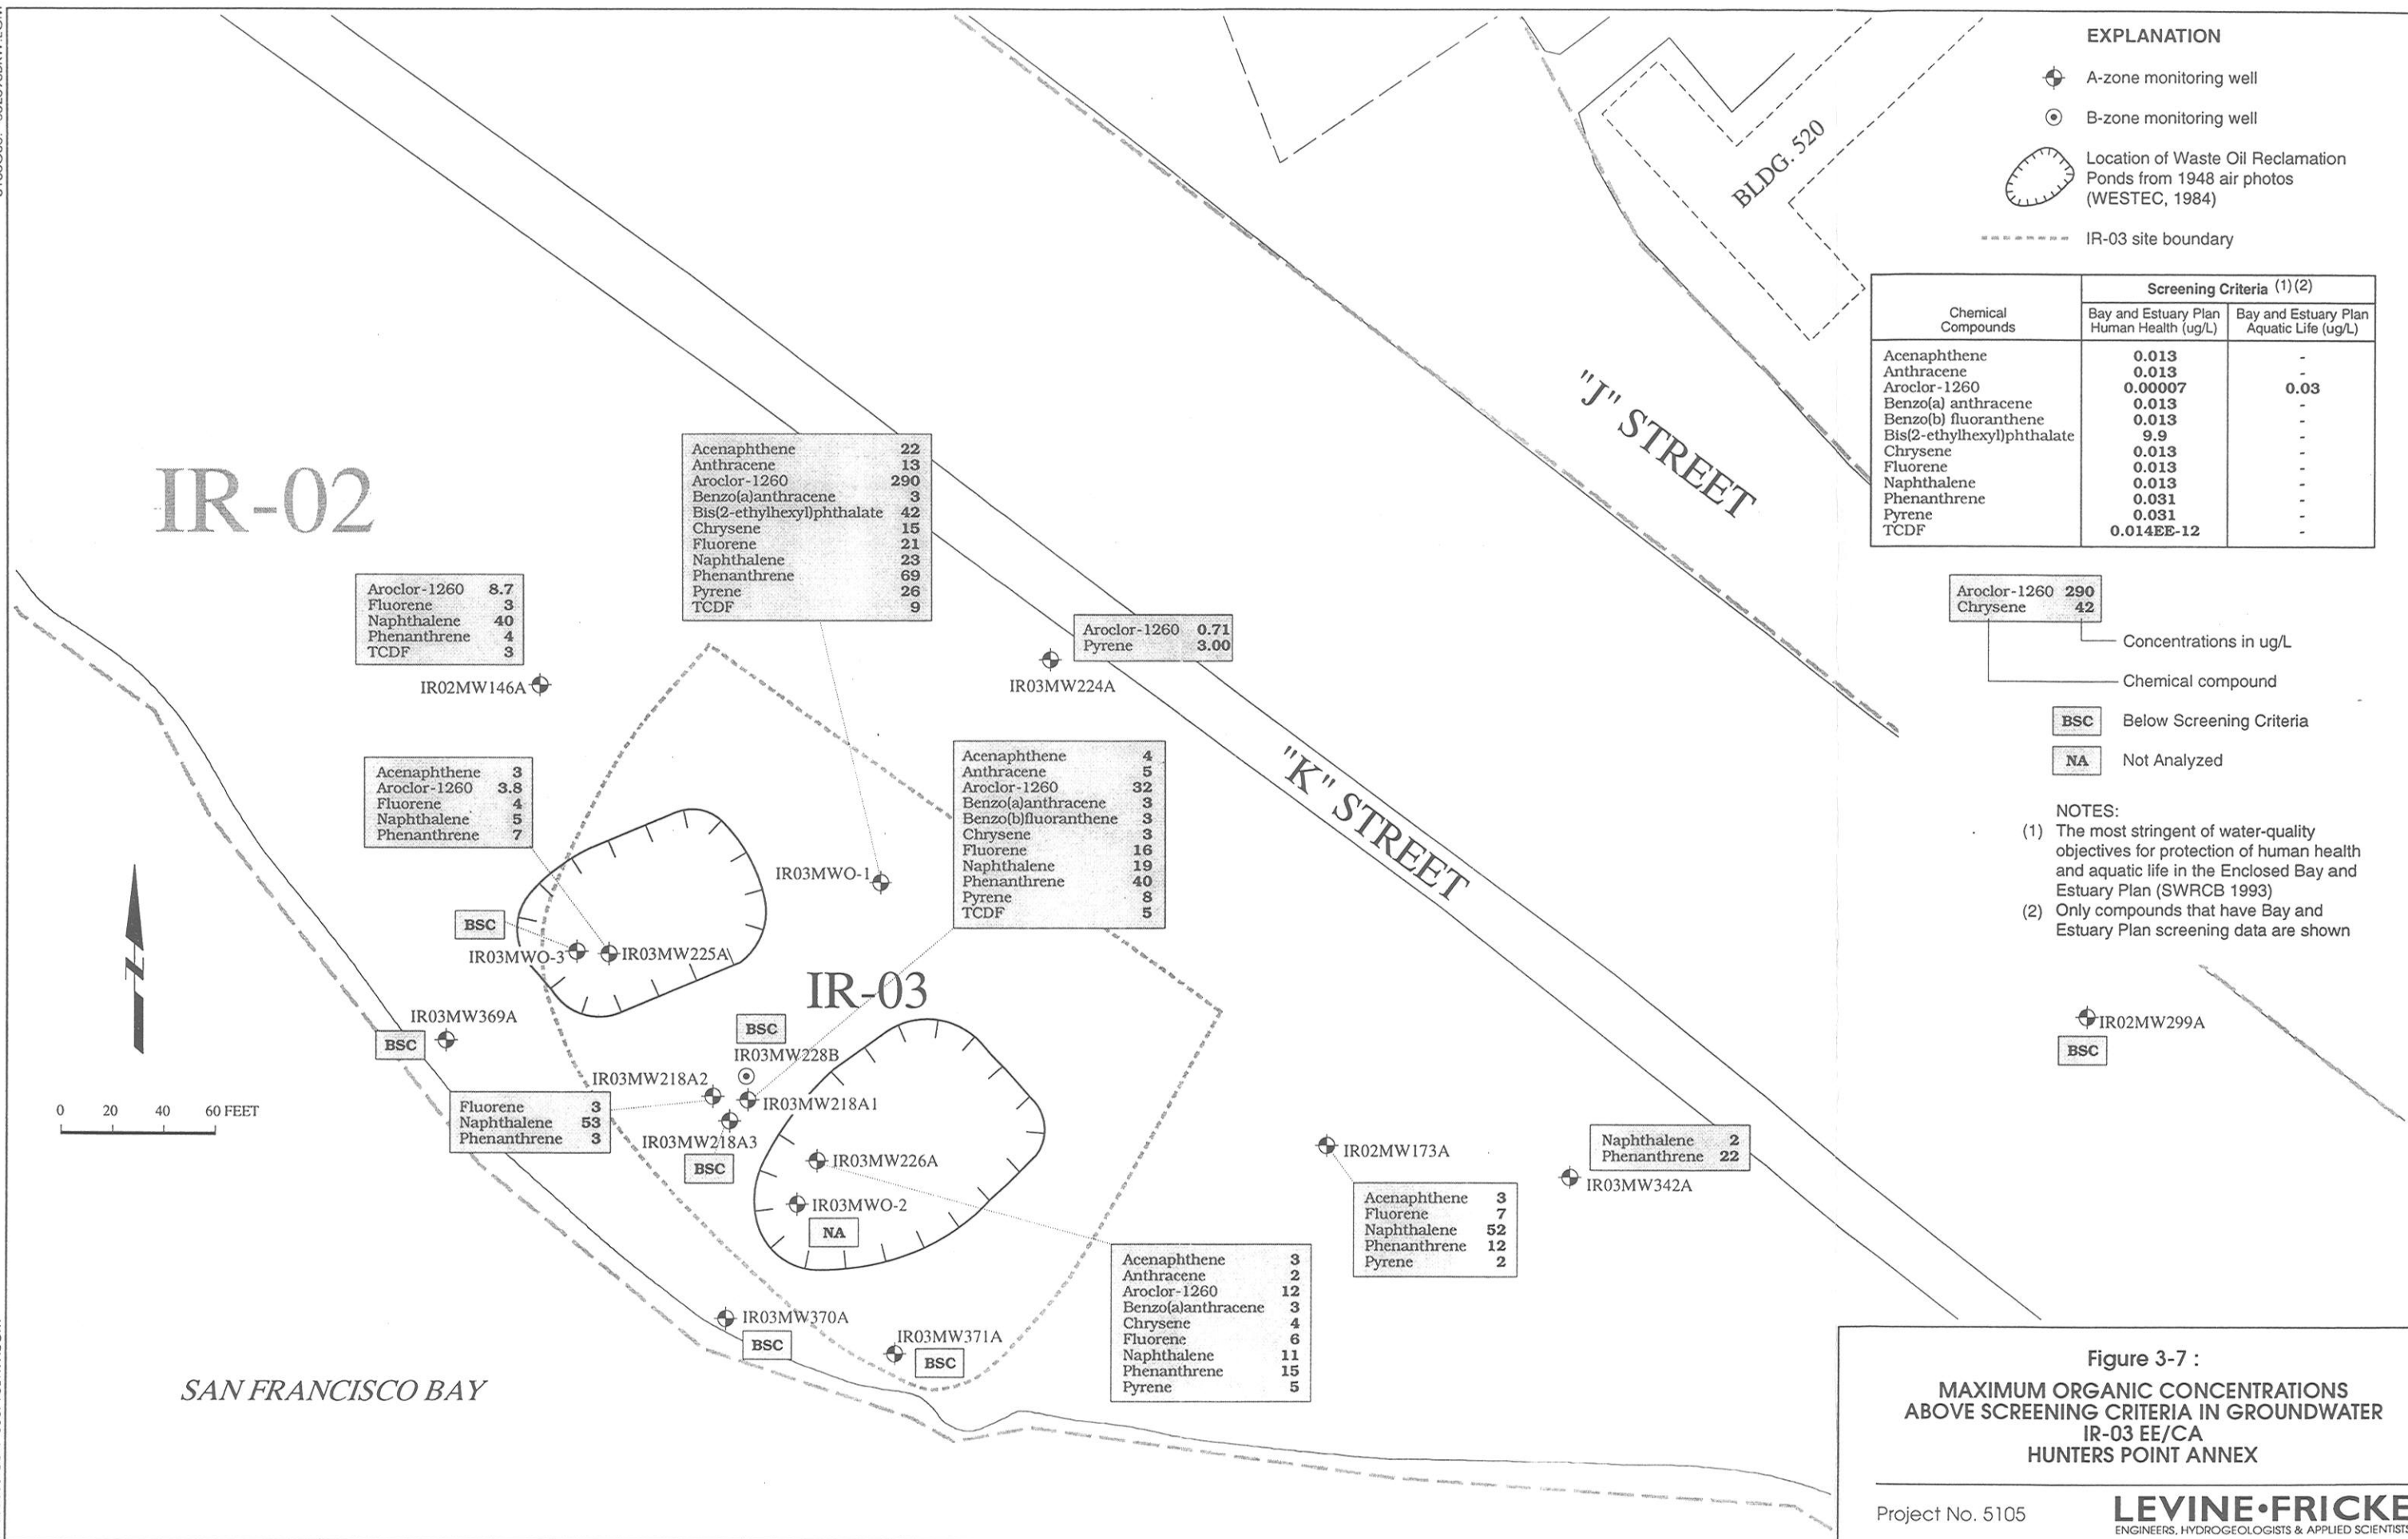 EXPLANATION
A-zone monitoring well
B-zone monitoring well
Location of Waste Oil Reclamation
Ponds from 1948 air photos
(WESTEC, 1984)
IR-03 site boundary
Screening Criteria (1)(2)
Chemical Compounds
Bay and Estuary Plan Human Health (ug/L)
Bay and Estuary Plan Aquatic Life (ug/L)
Acenaphthene 0.013 -
Anthracene 0.013 -
Aroclor-1260 0.00007 0.03
Benzo(a) anthracene 0.013 -
Benzo(b) fluoranthene 0.013 -
Bis(2-ethylhexyl)phthalate 9.9 -
Chrysene 0.013 -
Fluorene 0.013 -
Naphthalene 0.013 -
Phenanthrene 0.031 -
Pyrene 0.031 -
TCDF 0.014EE-12 -
Aroclor-1260 290
Chrysene 42
Concentrations in ug/L
Chemical compound
BSC Below Screening Criteria
NA Not Analyzed
NOTES:
(1) The most stringent of water-quality
objectives for protection of human health
and aquatic life in the Enclosed Bay and
Estuary Plan (SWRCB 1993)
(2) Only compounds that have Bay and
Estuary Plan screening data are shown
BLDG. 520
"J" STREET
"K" STREET
IR-02
Acenaphthene 22
Anthracene 13
Aroclor-1260 290
Benzo(a)anthracene 3
Bis(2-ethylhexyl)phthalate 42
Chrysene 15
Fluorene 21
Naphthalene 23
Phenanthrene 69
Pyrene 26
TCDF 9
Aroclor-1260 8.7
Fluorene 3
Naphthalene 40
Phenanthrene 4
TCDF 3
IR02MW146A
Aroclor-1260 0.71
Pyrene 3.00
IR03MW224A
Acenaphthene 3
Aroclor-1260 3.8
Fluorene 4
Naphthalene 5
Phenanthrene 7
Acenaphthene 4
Anthracene 5
Aroclor-1260 32
Benzo(a)anthracene 3
Benzo(b)fluoranthene 3
Chrysene 3
Fluorene 16
Naphthalene 19
Phenanthrene 40
Pyrene 8
TCDF 5
IR03MWO-1
BSC
IR03MWO-3
IR03MW225A
IR-03
N
IR03MW369A
BSC
BSC
IR03MW228B
IR03MW218A2
IR03MW218A1
Fluorene 3
Naphthalene 53
Phenanthrene 3
IR03MW218A3
BSC
IR03MW226A
IR03MWO-2
NA
0 20 40 60 FEET
IR02MW299A
BSC
IR02MW173A
Acenaphthene 3
Fluorene 7
Naphthalene 52
Phenanthrene 12
Pyrene 2
Naphthalene 2
Phenanthrene 22
IR03MW342A
Acenaphthene 3
Anthracene 2
Aroclor-1260 12
Benzo(a)anthracene 3
Chrysene 4
Fluorene 6
Naphthalene 11
Phenanthrene 15
Pyrene 5
IR03MW370A
BSC
IR03MW371A
BSC
SAN FRANCISCO BAY
Figure 3-7 :
MAXIMUM ORGANIC CONCENTRATIONS
ABOVE SCREENING CRITERIA IN GROUNDWATER
IR-03 EE/CA
HUNTERS POINT ANNEX
Project No. 5105
LEVINE•FRICKE
ENGINEERS, HYDROGEOLOGISTS & APPLIED SCIENTISTS